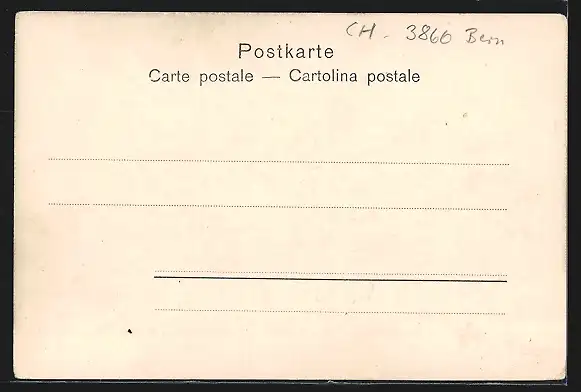 CH - 3860 Bern
Postkarte
Carte postale — Cartolina postale